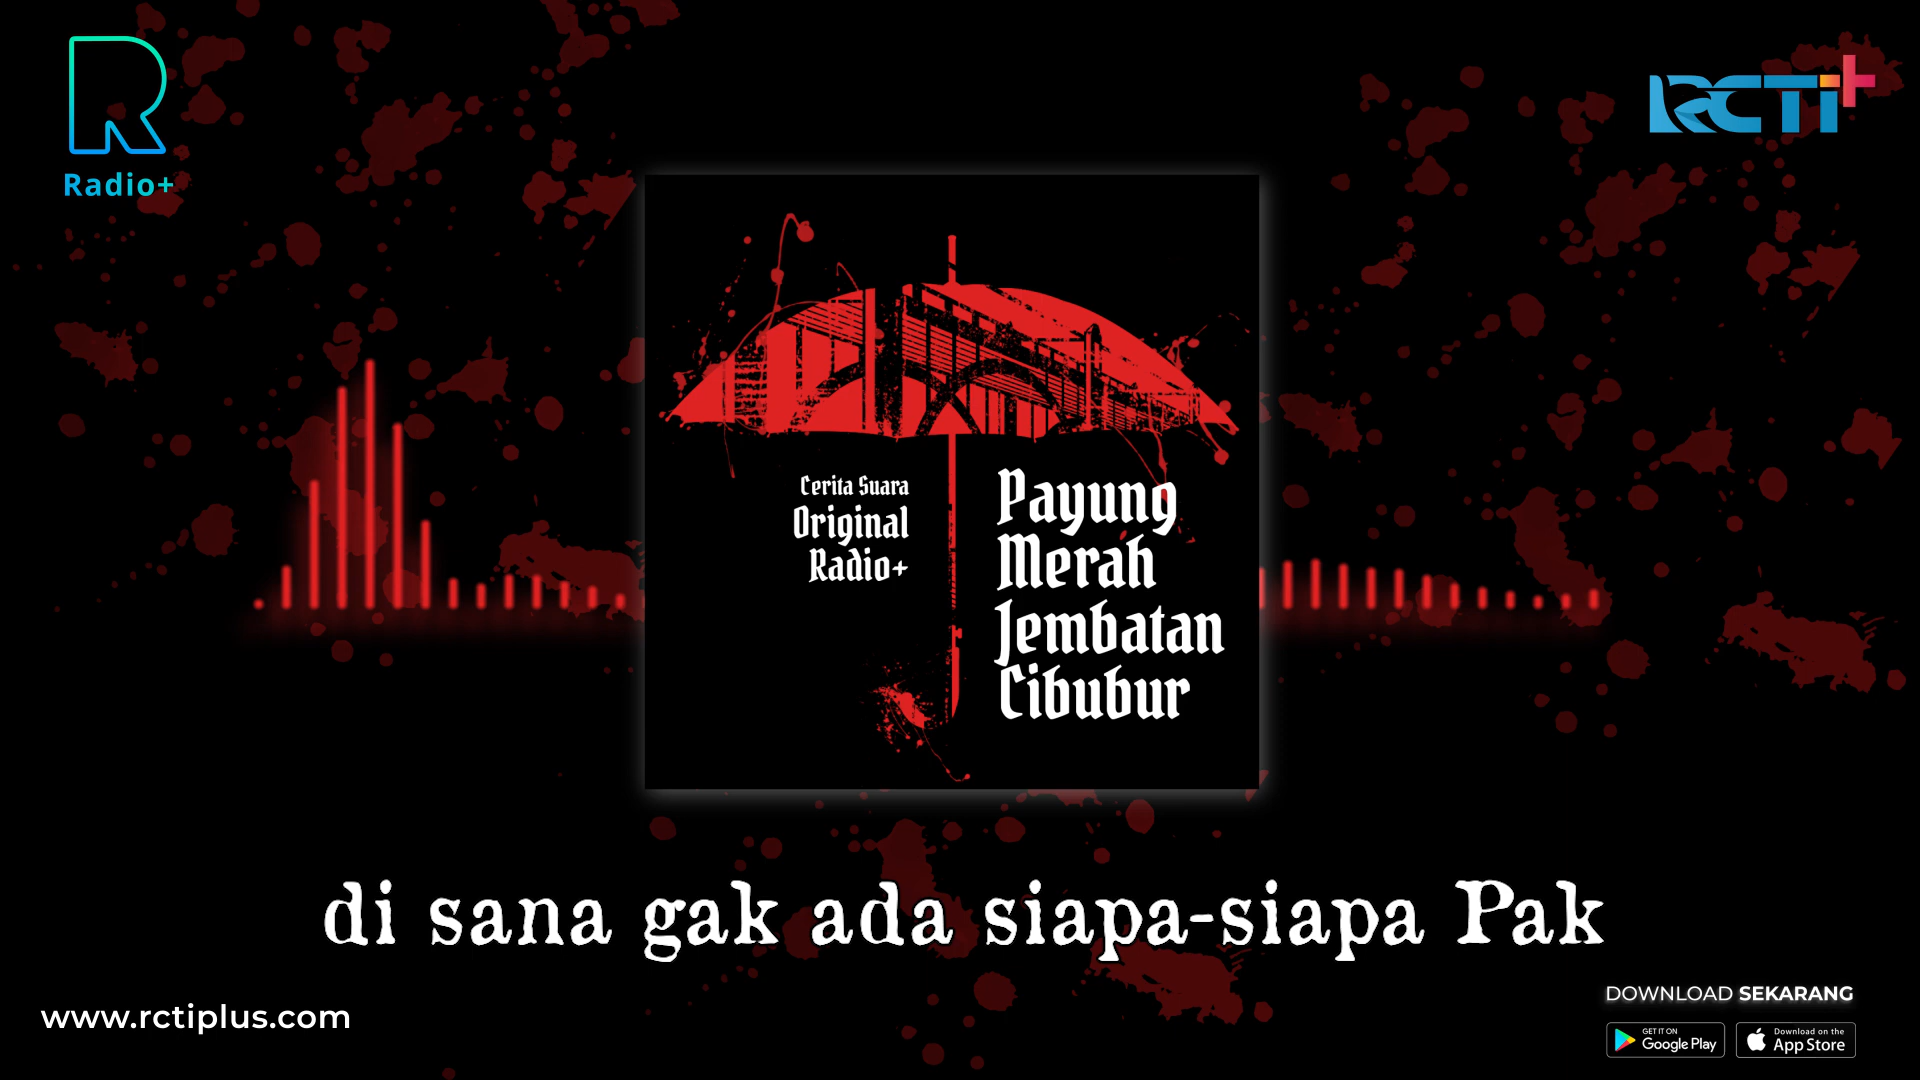 R
Radio+
RCTi+
Cerita Suara
Original
Radio+
Payung
Merah
Jembatan
Cibubur
di sana gak ada siapa-siapa Pak
www.rctiplus.com
DOWNLOAD SEKARANG
GET IT ON
Google Play
Download on the
App Store